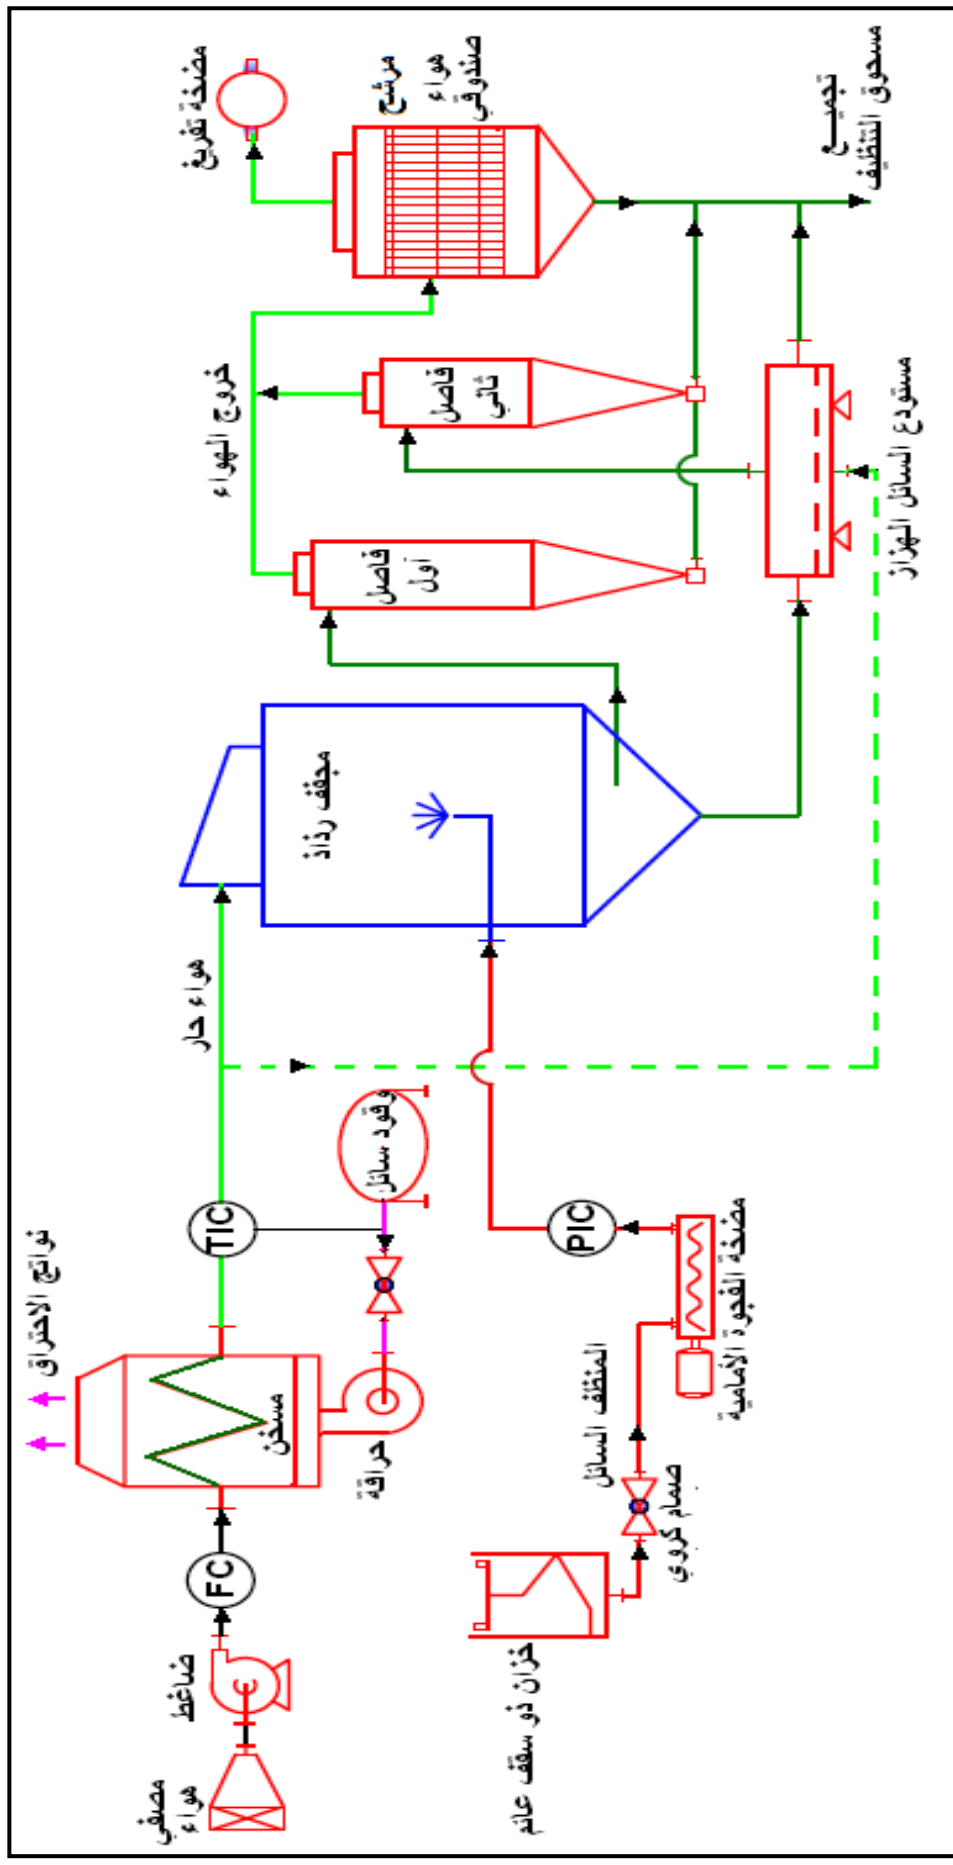 نواتج الاحتراق
مصفي
هواء
ضاغط
FC
مسخن
TIC
هواء حار
حراقة
وقود سائل
خزان ذو سقف عائم
صمام كروي
المنظف السائل
مضخة الفجوة الأمامية
PIC
مجفف رذاذ
فاصل
أول
فاصل
ثاني
خروج الهواء
مرشح
هواء
صندوقي
مضخة تفريغ
مستودع السائل الهزاز
تجميع
مسحوق التنظيف